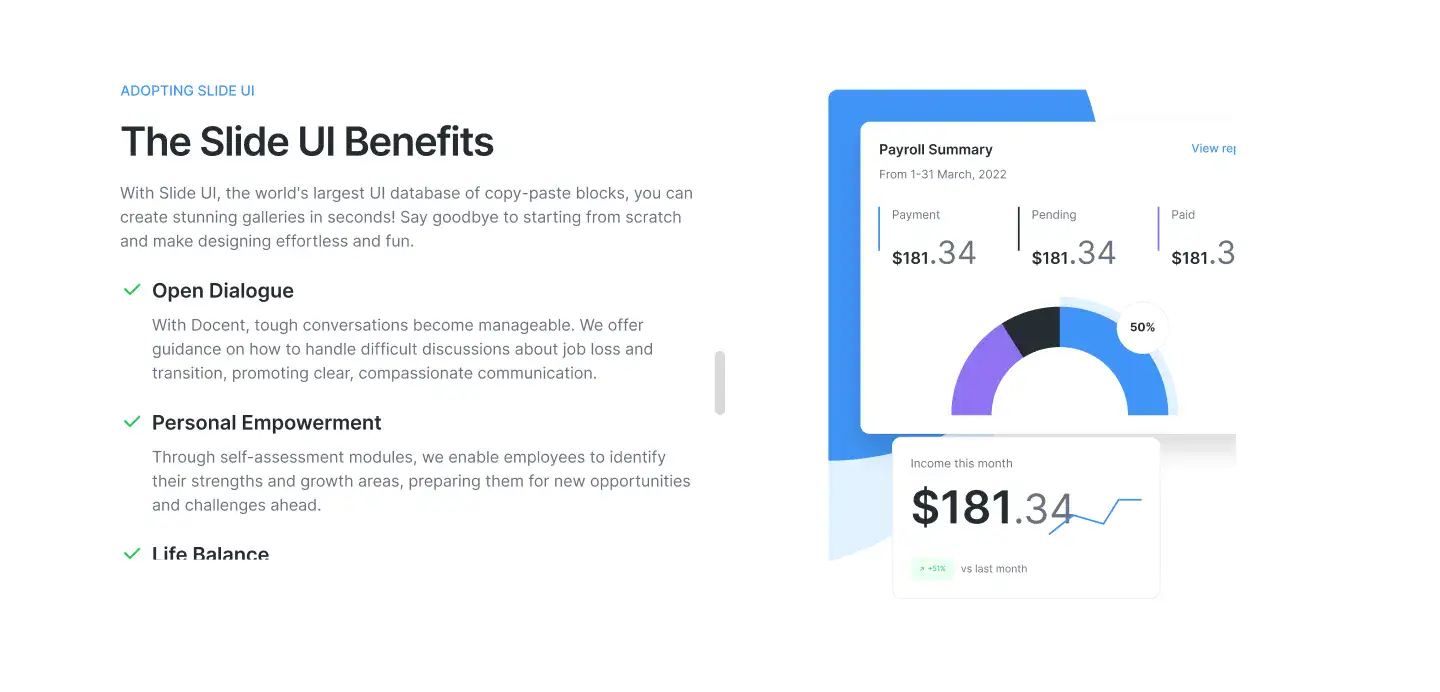 ADOPTING SLIDE UI
The Slide UI Benefits
With Slide UI, the world's largest UI database of copy-paste blocks, you can
create stunning galleries in seconds! Say goodbye to starting from scratch
and make designing effortless and fun.
Open Dialogue
With Docent, tough conversations become manageable. We offer
guidance on how to handle difficult discussions about job loss and
transition, promoting clear, compassionate communication.
Personal Empowerment
Through self-assessment modules, we enable employees to identify
their strengths and growth areas, preparing them for new opportunities
and challenges ahead.
Life Balance
Payroll Summary
View rep
From 1-31 March, 2022
Payment
Pending
Paid
$181.34
$181.34
$181.3
50%
Income this month
$181.34
+51%
vs last month